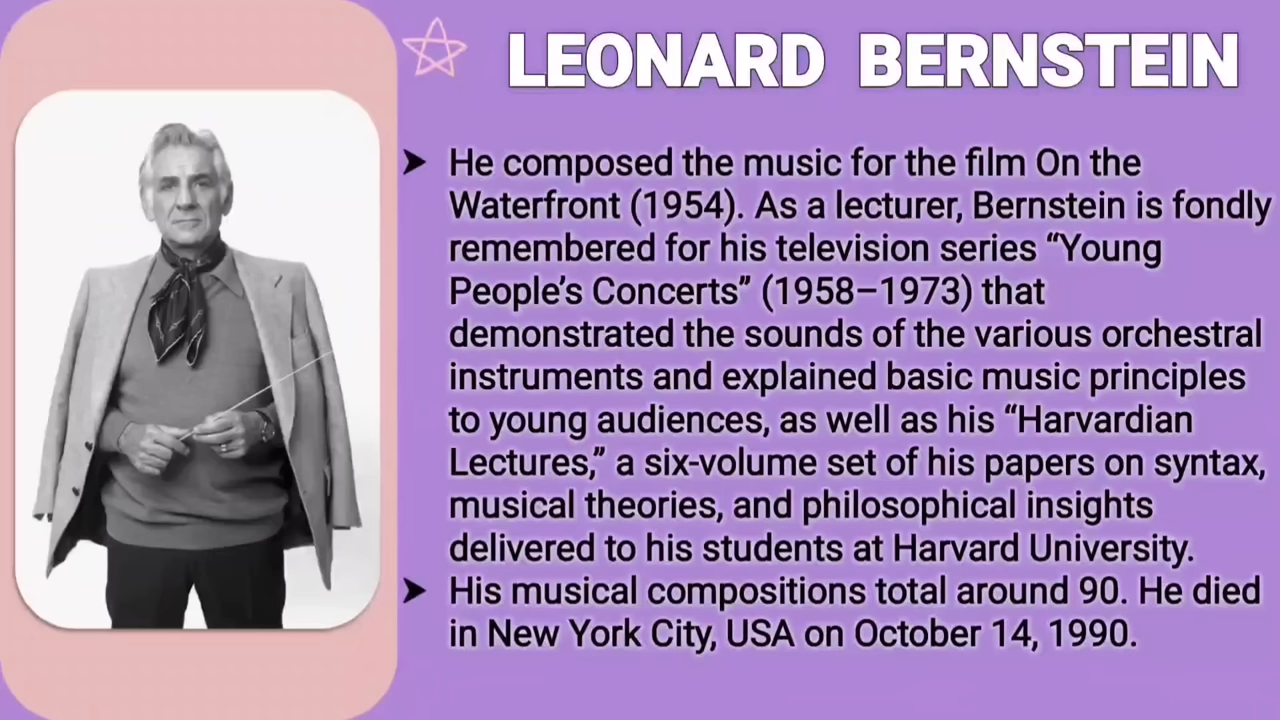 LEONARD BERNSTEIN
➤ He composed the music for the film On the
Waterfront (1954). As a lecturer, Bernstein is fondly
remembered for his television series “Young
People’s Concerts” (1958–1973) that
demonstrated the sounds of the various orchestral
instruments and explained basic music principles
to young audiences, as well as his “Harvardian
Lectures,” a six-volume set of his papers on syntax,
musical theories, and philosophical insights
delivered to his students at Harvard University.
➤ His musical compositions total around 90. He died
in New York City, USA on October 14, 1990.